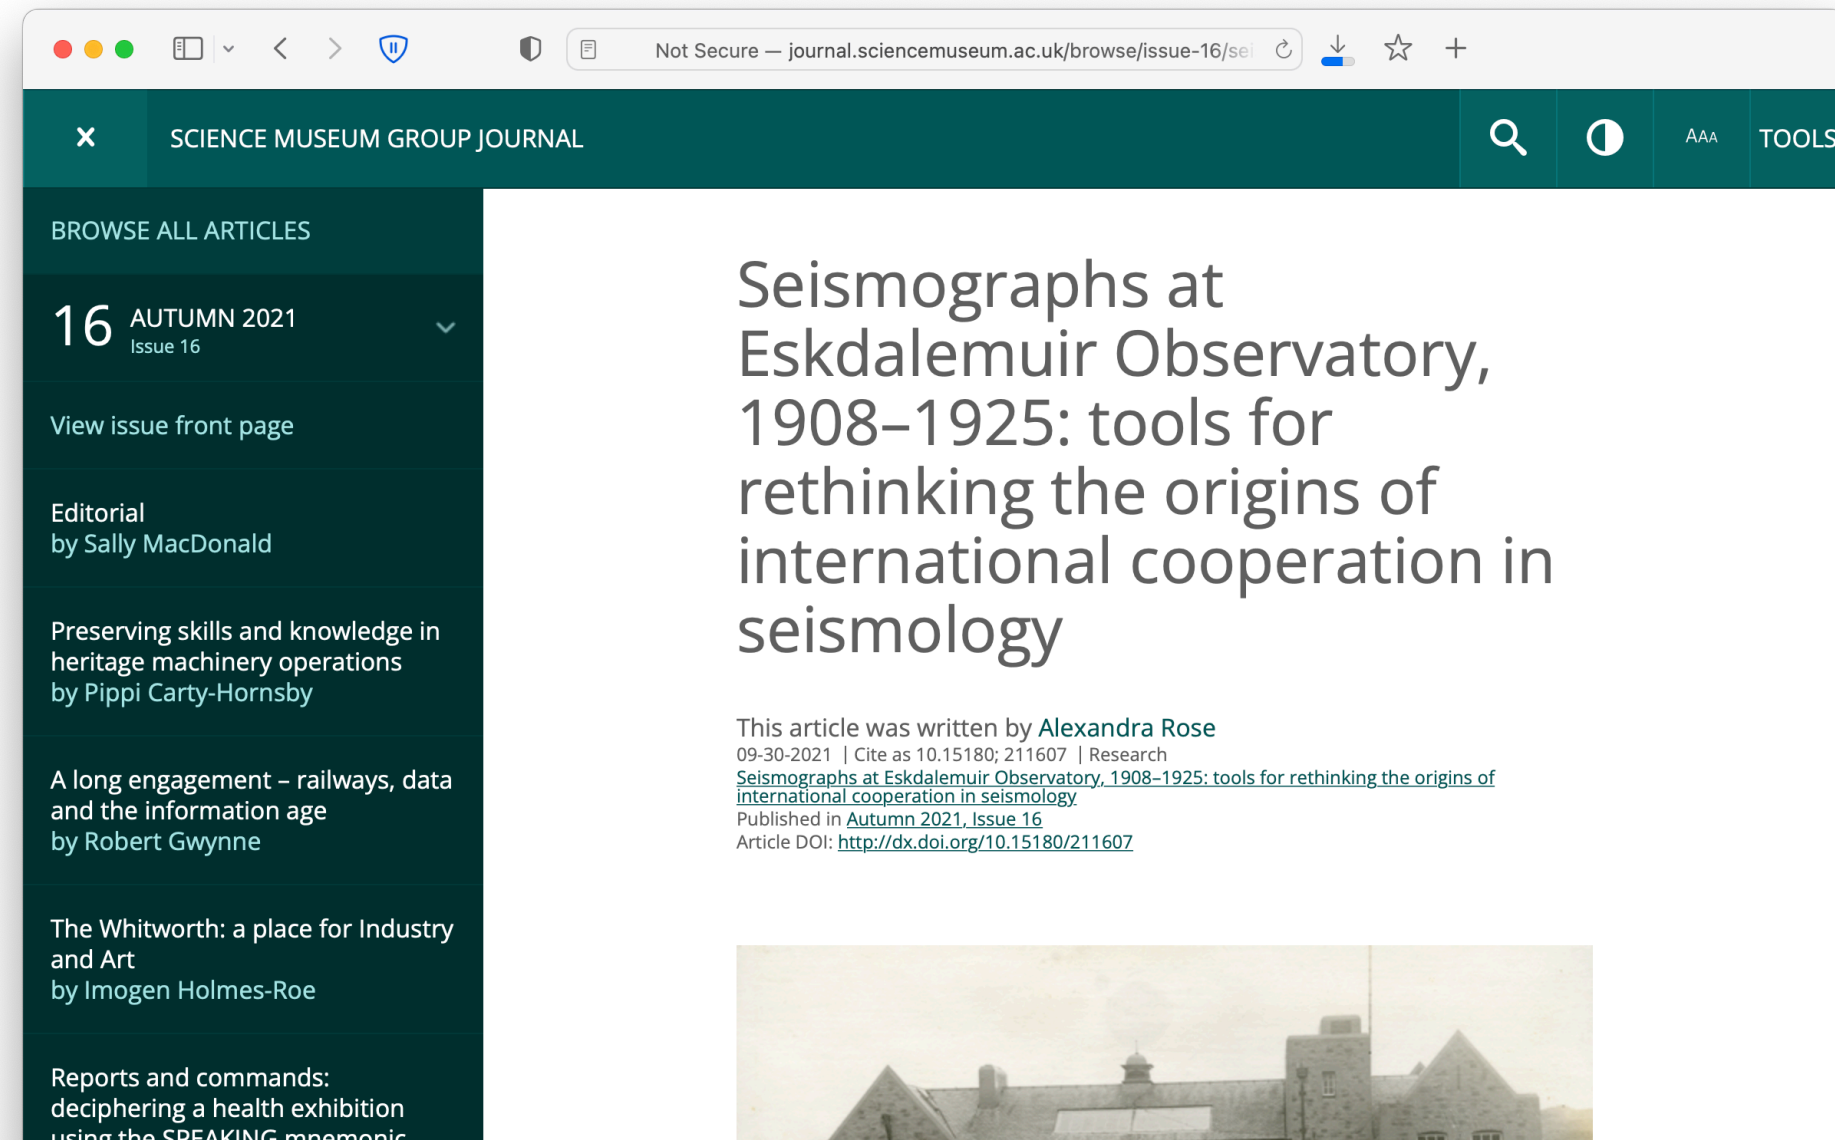 Not Secure — journal.sciencemuseum.ac.uk/browse/issue-16/sei
SCIENCE MUSEUM GROUP JOURNAL
AAA
TOOLS
BROWSE ALL ARTICLES
16
AUTUMN 2021
Issue 16
View issue front page
Editorial
by Sally MacDonald
Preserving skills and knowledge in
heritage machinery operations
by Pippi Carty-Hornsby
A long engagement – railways, data
and the information age
by Robert Gwynne
The Whitworth: a place for Industry
and Art
by Imogen Holmes-Roe
Reports and commands:
deciphering a health exhibition
using the SPEAKING mnemonic
Seismographs at
Eskdalemuir Observatory,
1908–1925: tools for
rethinking the origins of
international cooperation in
seismology
This article was written by Alexandra Rose
09-30-2021 | Cite as 10.15180; 211607 | Research
Seismographs at Eskdalemuir Observatory, 1908–1925: tools for rethinking the origins of
international cooperation in seismology
Published in Autumn 2021, Issue 16
Article DOI: http://dx.doi.org/10.15180/211607